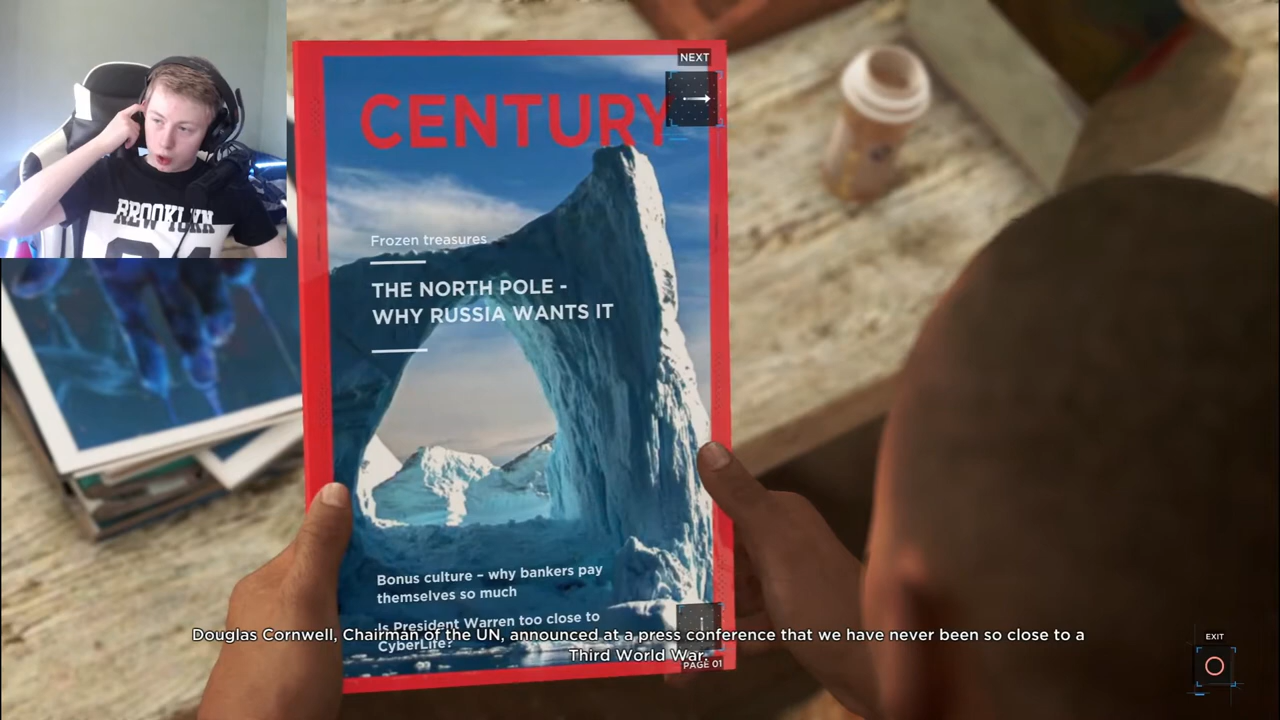 BROOKLYN
NEXT
CENTURY
Frozen treasures
THE NORTH POLE -
WHY RUSSIA WANTS IT
Bonus culture – why bankers pay
themselves so much
Is President Warren too close to
CyberLife?
Douglas Cornwell, Chairman of the UN, announced at a press conference that we have never been so close to a
Third World War.
PAGE 01
EXIT